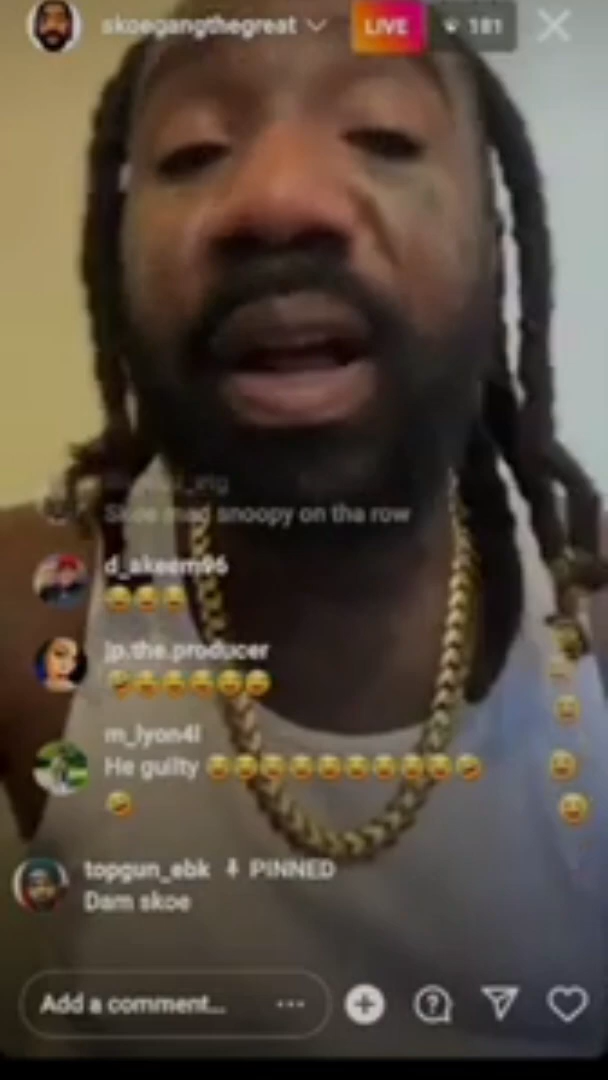 skoegangthegreat
LIVE
181
Skoe mad snoopy on tha row
d_akeem96
jp.the.producer
m_lyon4l
He guilty 😂😂😂😂😂😂😂😂😂🤣
🤣
topgun_ebk PINNED
Dam skoe
Add a comment...